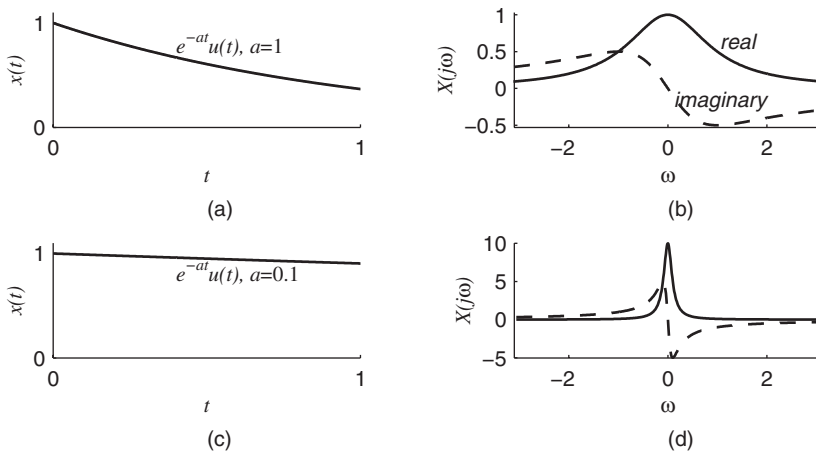 1
x(t)
e^{-at}u(t), a=1
0
0
1
t
(a)
1
real
0.5
X(jω)
0
imaginary
−0.5
−2
0
2
ω
(b)
1
x(t)
e^{-at}u(t), a=0.1
0
0
1
t
(c)
10
5
X(jω)
0
−5
−2
0
2
ω
(d)